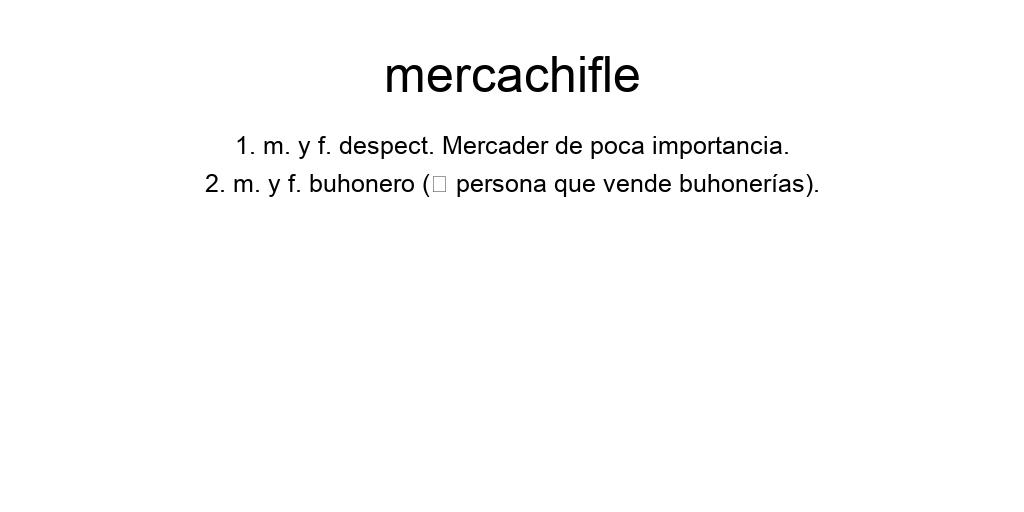 mercachifle
1. m. y f. despect. Mercader de poca importancia.
2. m. y f. buhonero (▯ persona que vende buhonerías).